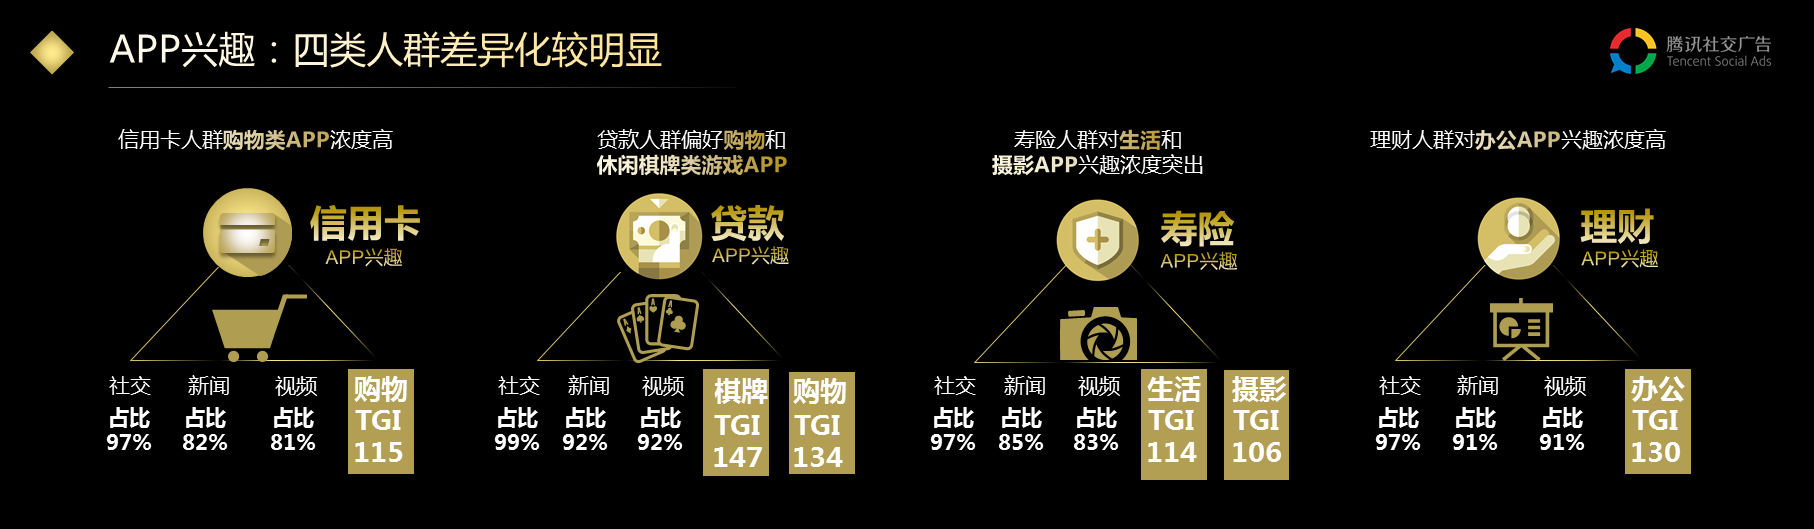 APP兴趣：四类人群差异化较明显
腾讯社交广告
Tencent Social Ads
信用卡人群购物类APP浓度高
信用卡
APP兴趣
社交 新闻 视频 购物
占比 占比 占比 TGI
97% 82% 81% 115
贷款人群偏好购物和
休闲棋牌类游戏APP
贷款
APP兴趣
社交 新闻 视频 棋牌 购物
占比 占比 占比 TGI TGI
99% 92% 92% 147 134
寿险人群对生活和
摄影APP兴趣浓度突出
寿险
APP兴趣
社交 新闻 视频 生活 摄影
占比 占比 占比 TGI TGI
97% 85% 83% 114 106
理财人群对办公APP兴趣浓度高
理财
APP兴趣
社交 新闻 视频 办公
占比 占比 占比 TGI
97% 91% 91% 130